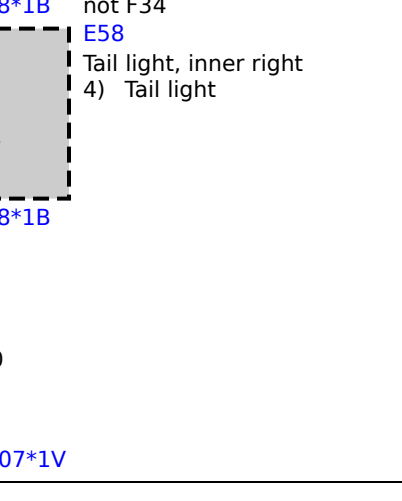 8*1B not F34
E58
Tail light, inner right
4) Tail light
8*1B
07*1V